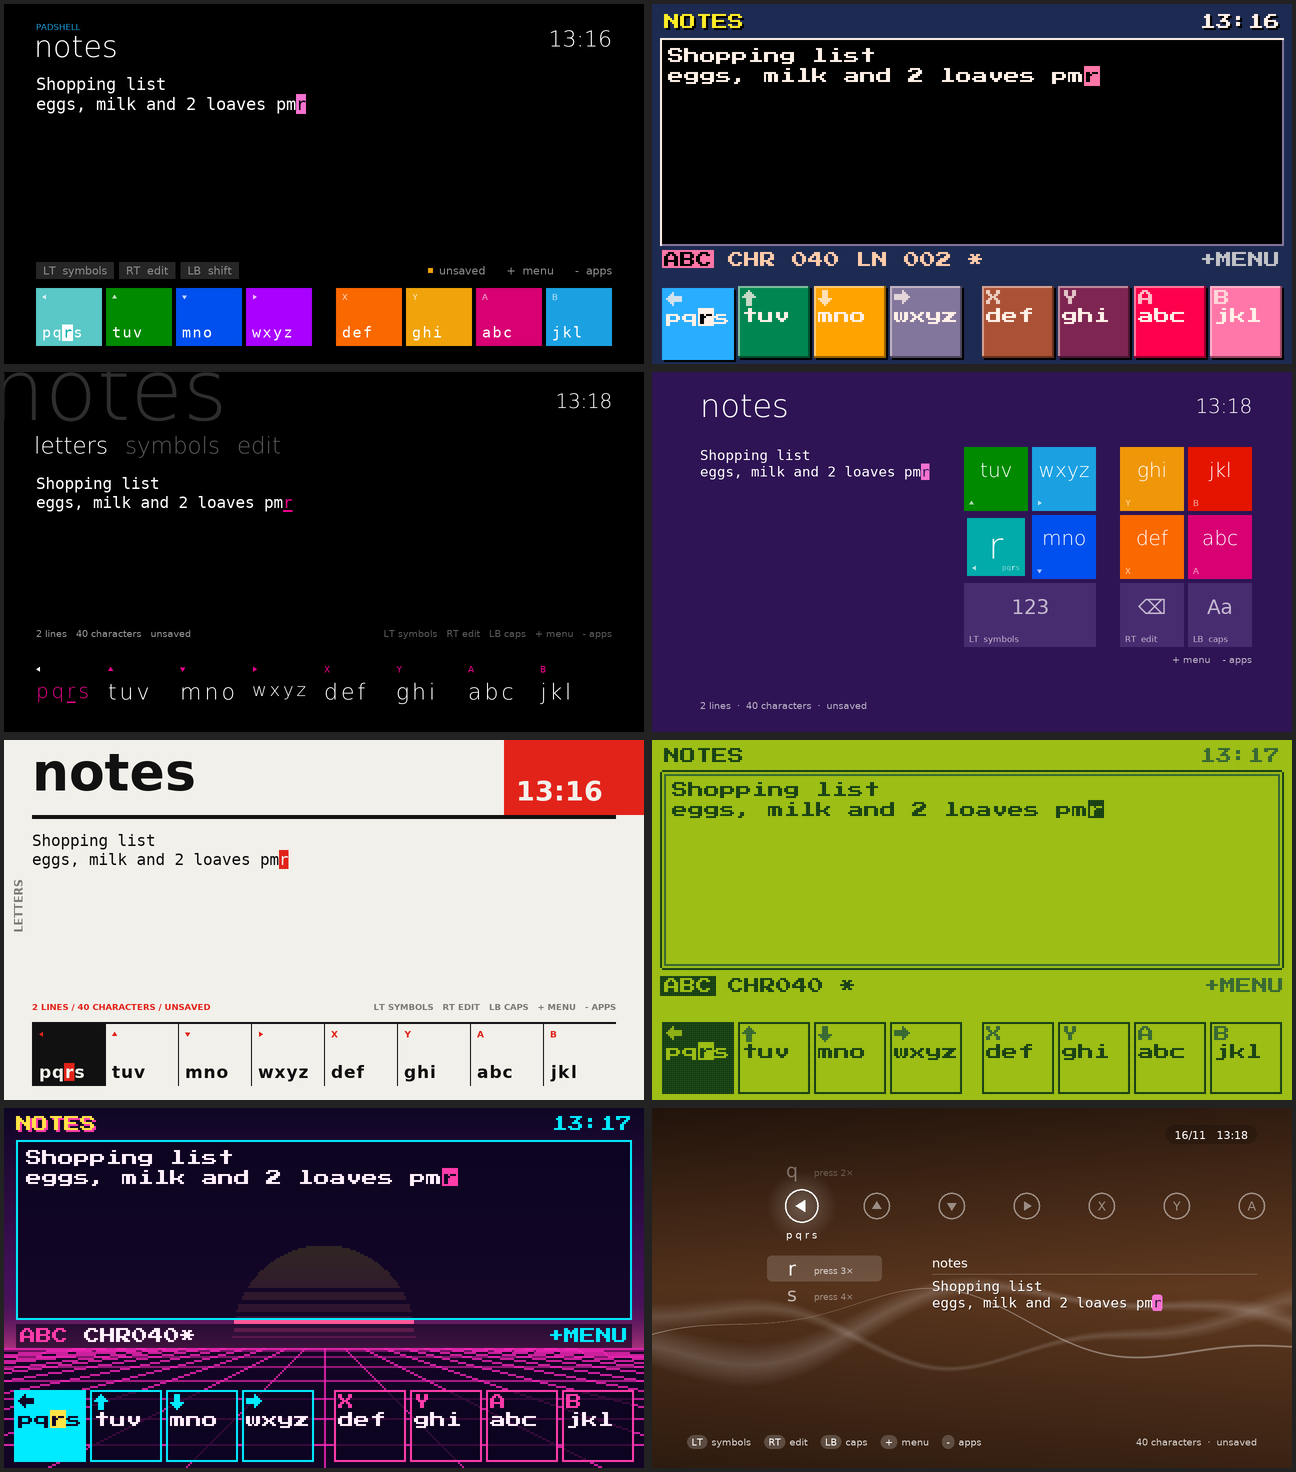 PADSHELL
notes
13:16
Shopping list
eggs, milk and 2 loaves pmr
LT symbols RT edit LB shift
unsaved + menu - apps
X Y A B
pqrs tuv mno wxyz def ghi abc jkl
NOTES 13:16
Shopping list
eggs, milk and 2 loaves pmr
ABC CHR 040 LN 002 * +MENU
X Y A B
pqrs tuv mno wxyz def ghi abc jkl
notes
13:18
letters symbols edit
Shopping list
eggs, milk and 2 loaves pmr
2 lines 40 characters unsaved LT symbols RT edit LB caps + menu - apps
X Y A B
pqrs tuv mno wxyz def ghi abc jkl
notes 13:18
Shopping list
eggs, milk and 2 loaves pmr
tuv wxyz ghi jkl
Y B
r mno def abc
pqrs X A
123 ⌫ Aa
LT symbols RT edit LB caps
+ menu - apps
2 lines · 40 characters · unsaved
notes
13:16
Shopping list
eggs, milk and 2 loaves pmr
LETTERS
2 LINES / 40 CHARACTERS / UNSAVED LT SYMBOLS RT EDIT LB CAPS + MENU - APPS
X Y A B
pqrs tuv mno wxyz def ghi abc jkl
NOTES 13:17
Shopping list
eggs, milk and 2 loaves pmr
ABC CHR040 * +MENU
X Y A B
pqrs tuv mno wxyz def ghi abc jkl
NOTES 13:17
Shopping list
eggs, milk and 2 loaves pmr
ABC CHR040* +MENU
X Y A B
pqrs tuv mno wxyz def ghi abc jkl
16/11 13:18
q press 2×
X Y A
pqrs
r press 3×
s press 4×
notes
Shopping list
eggs, milk and 2 loaves pmr
LT symbols RT edit LB caps + menu - apps 40 characters · unsaved